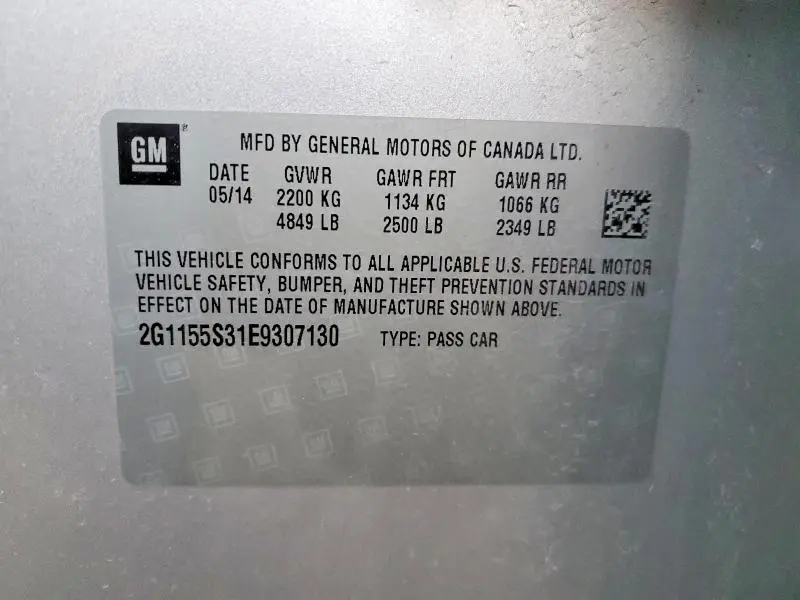 GM
MFD BY GENERAL MOTORS OF CANADA LTD.
DATE GVWR GAWR FRT GAWR RR
05/14 2200 KG 1134 KG 1066 KG
4849 LB 2500 LB 2349 LB
THIS VEHICLE CONFORMS TO ALL APPLICABLE U.S. FEDERAL MOTOR
VEHICLE SAFETY, BUMPER, AND THEFT PREVENTION STANDARDS IN
EFFECT ON THE DATE OF MANUFACTURE SHOWN ABOVE.
2G1155S31E9307130 TYPE: PASS CAR